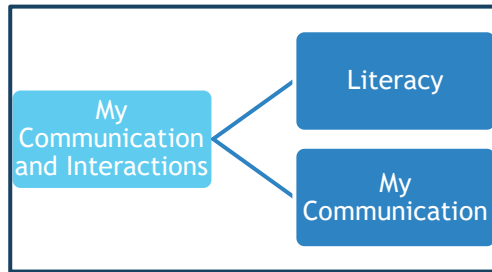 My
Communication
and Interactions
Literacy
My
Communication